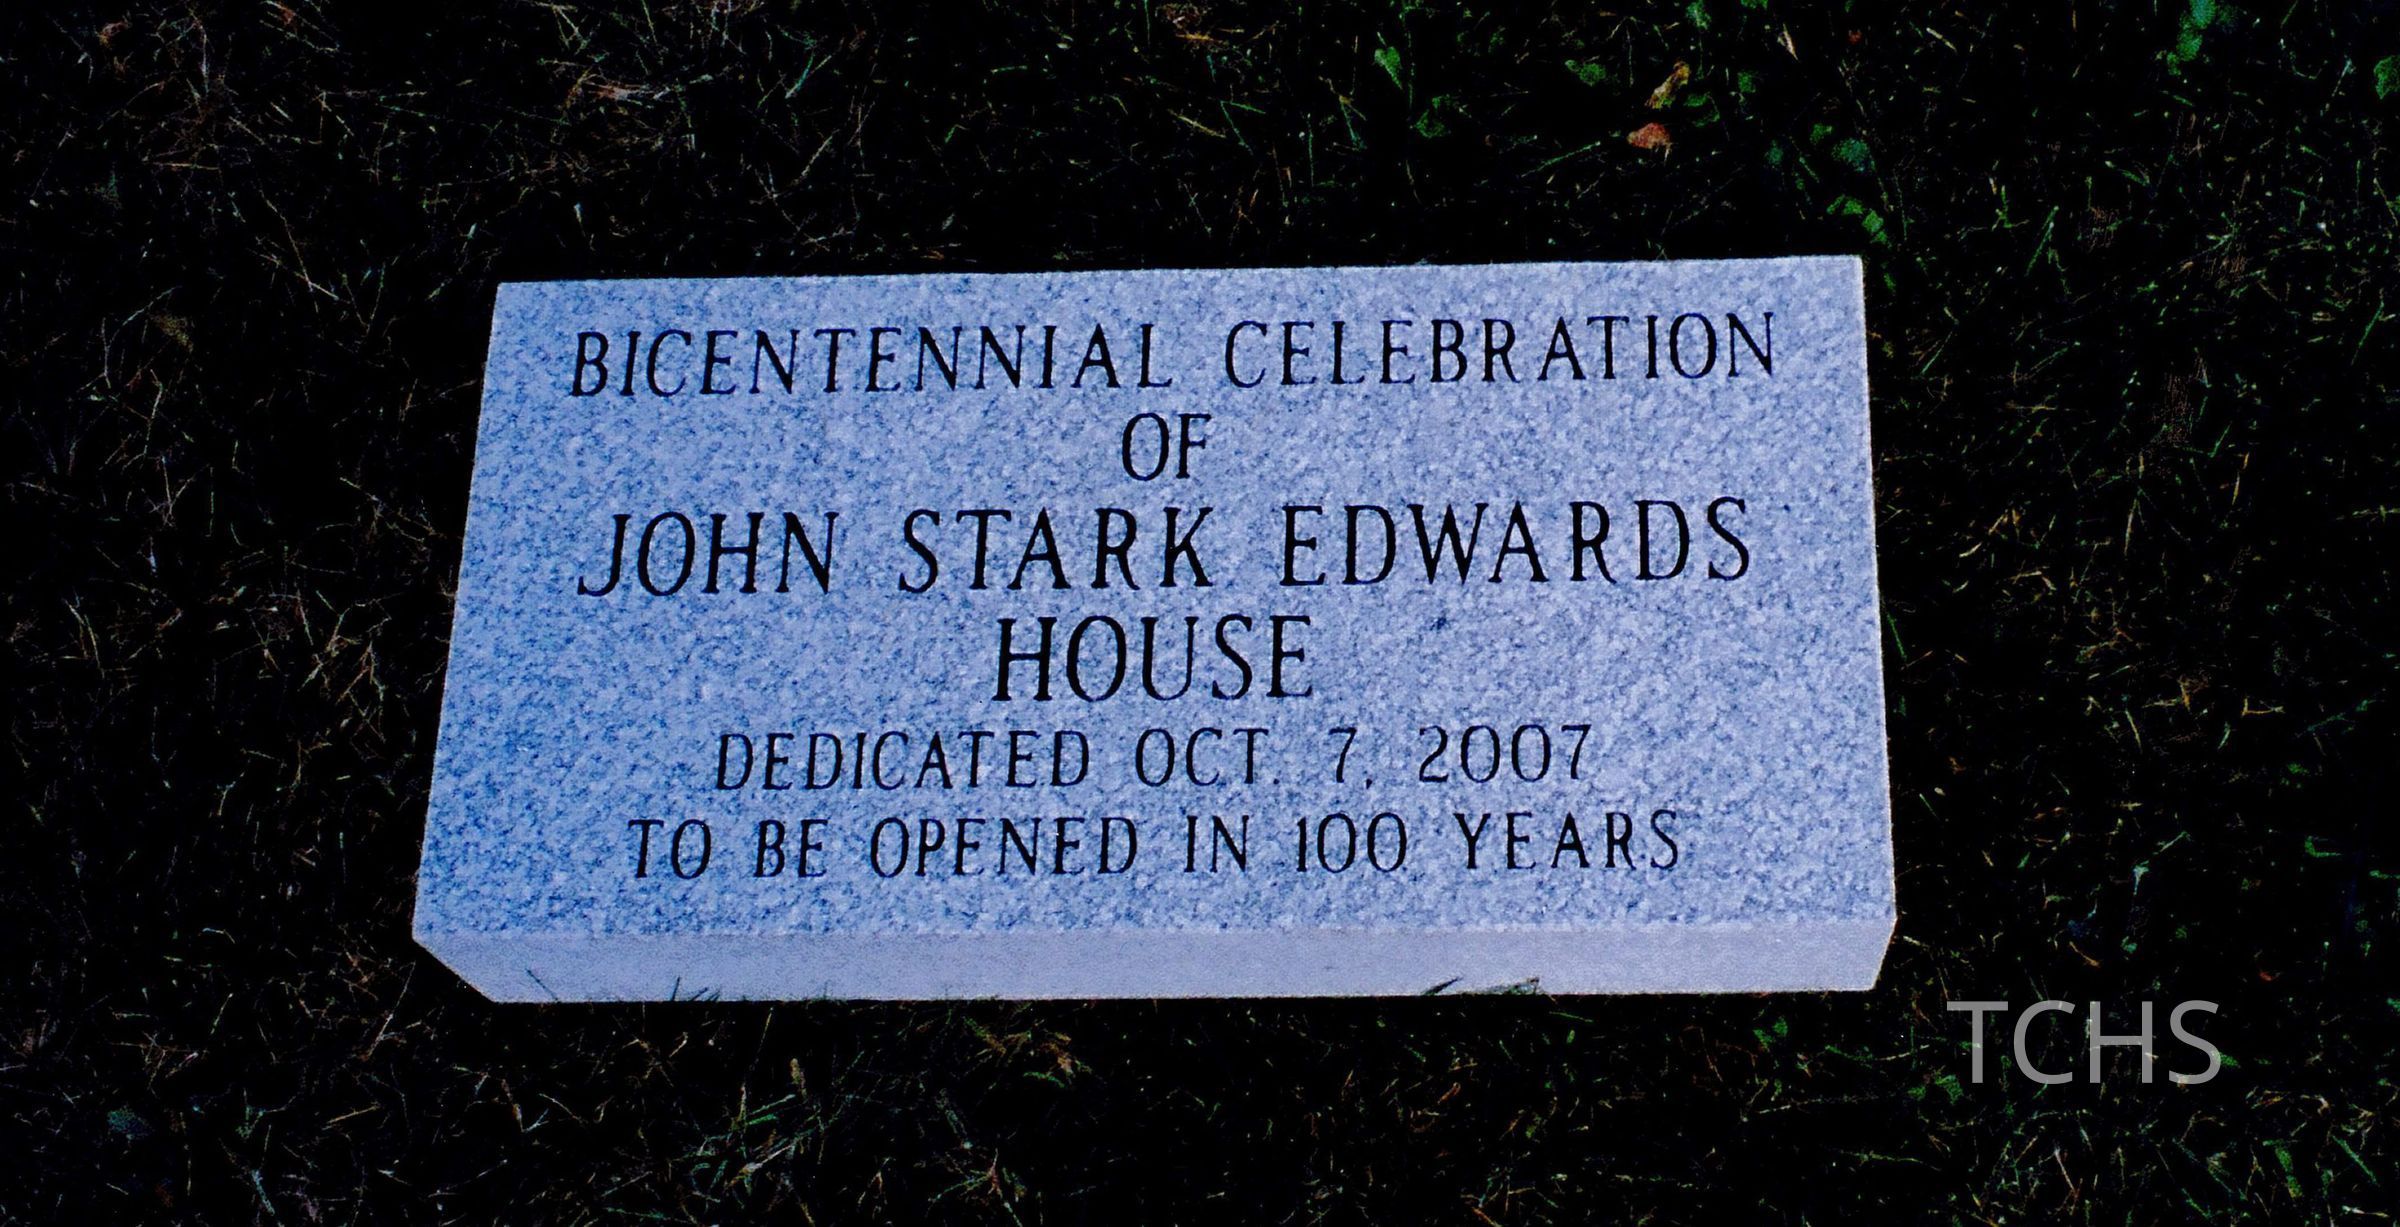 BICENTENNIAL CELEBRATION
OF
JOHN STARK EDWARDS
HOUSE
DEDICATED OCT. 7, 2007
TO BE OPENED IN 100 YEARS
TCHS